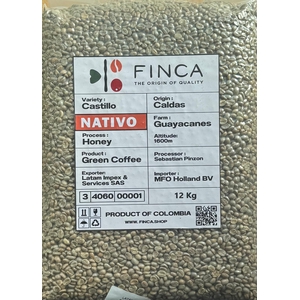 FINCA
THE ORIGIN OF QUALITY
Variety :
Castillo
Origin :
Caldas
NATIVO
Farm :
Guayacanes
Process :
Honey
Altitude:
1600m
Product :
Green Coffee
Processor :
Sebastian Pinzon
Exporter:
Latam Impex &
Services SAS
Importer :
MFO Holland BV
3 4060 00001
12 Kg
PRODUCT OF COLOMBIA
WWW.FINCA.SHOP